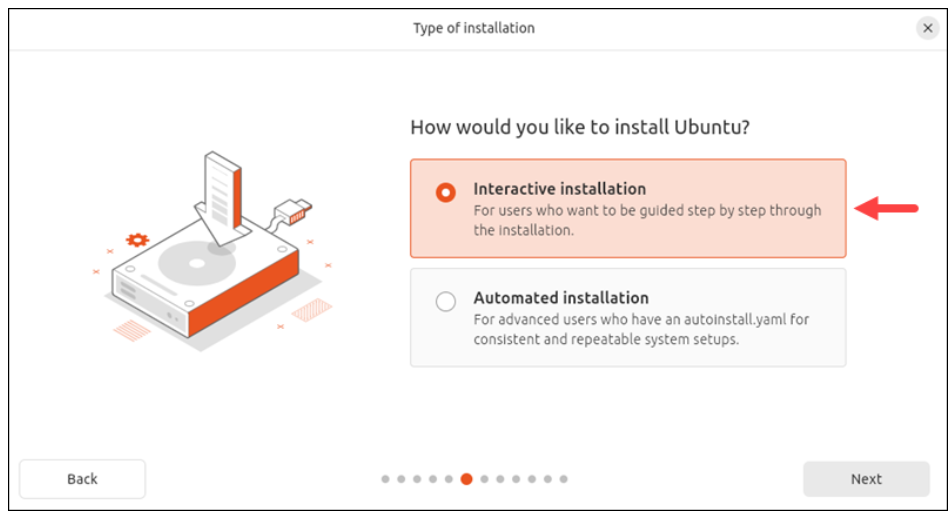 Type of installation
How would you like to install Ubuntu?
Interactive installation
For users who want to be guided step by step through
the installation.
Automated installation
For advanced users who have an autoinstall.yaml for
consistent and repeatable system setups.
Back
Next